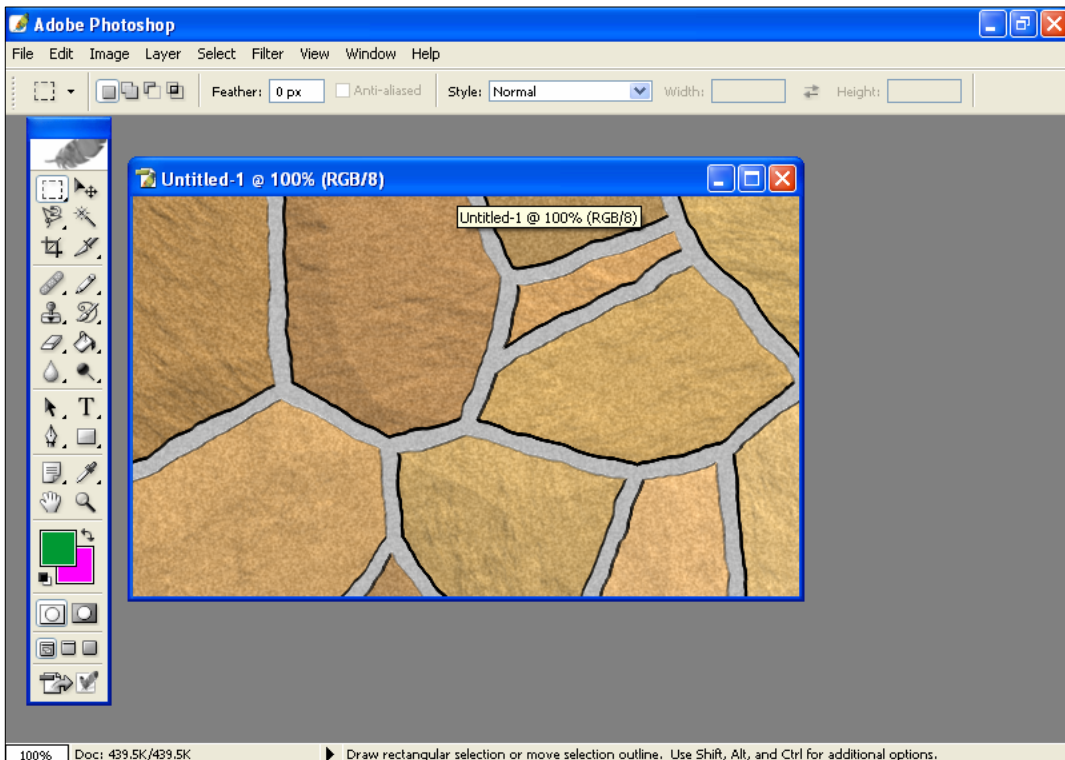 Adobe Photoshop
File Edit Image Layer Select Filter View Window Help
Feather: 0 px Anti-aliased Style: Normal Width: Height:
Untitled-1 @ 100% (RGB/8)
Untitled-1 @ 100% (RGB/8)
T
100% Doc: 439.5K/439.5K Draw rectangular selection or move selection outline. Use Shift, Alt, and Ctrl for additional options.